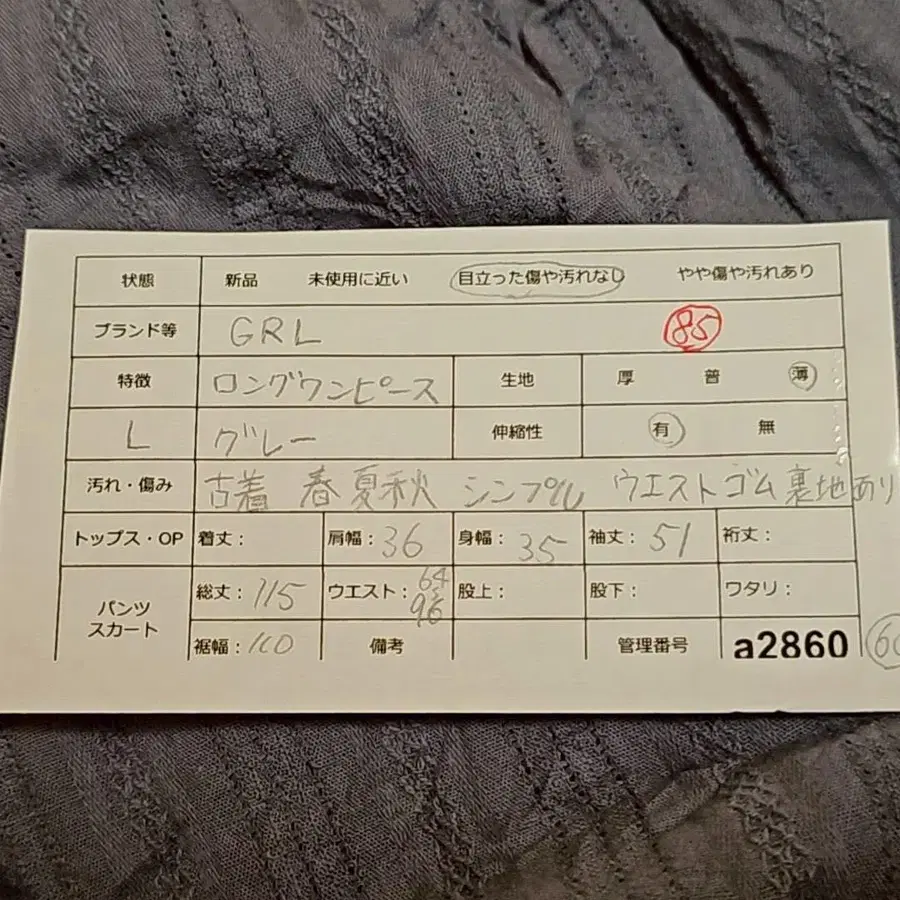 状態 新品 未使用に近い 目立った傷や汚れなし やや傷や汚れあり
ブランド等 GRL 85
特徴 ロングワンピース 生地 厚 普 薄
L グレー 伸縮性 有 無
汚れ・傷み 古着 春夏秋 シンプル ウエストゴム裏地あり
トップス・OP 着丈: 肩幅:36 身幅:35 袖丈:51 裄丈:
パンツ スカート 総丈:115 ウエスト:64~96 股上: 股下: ワタリ:
裾幅: 備考 管理番号 a2860